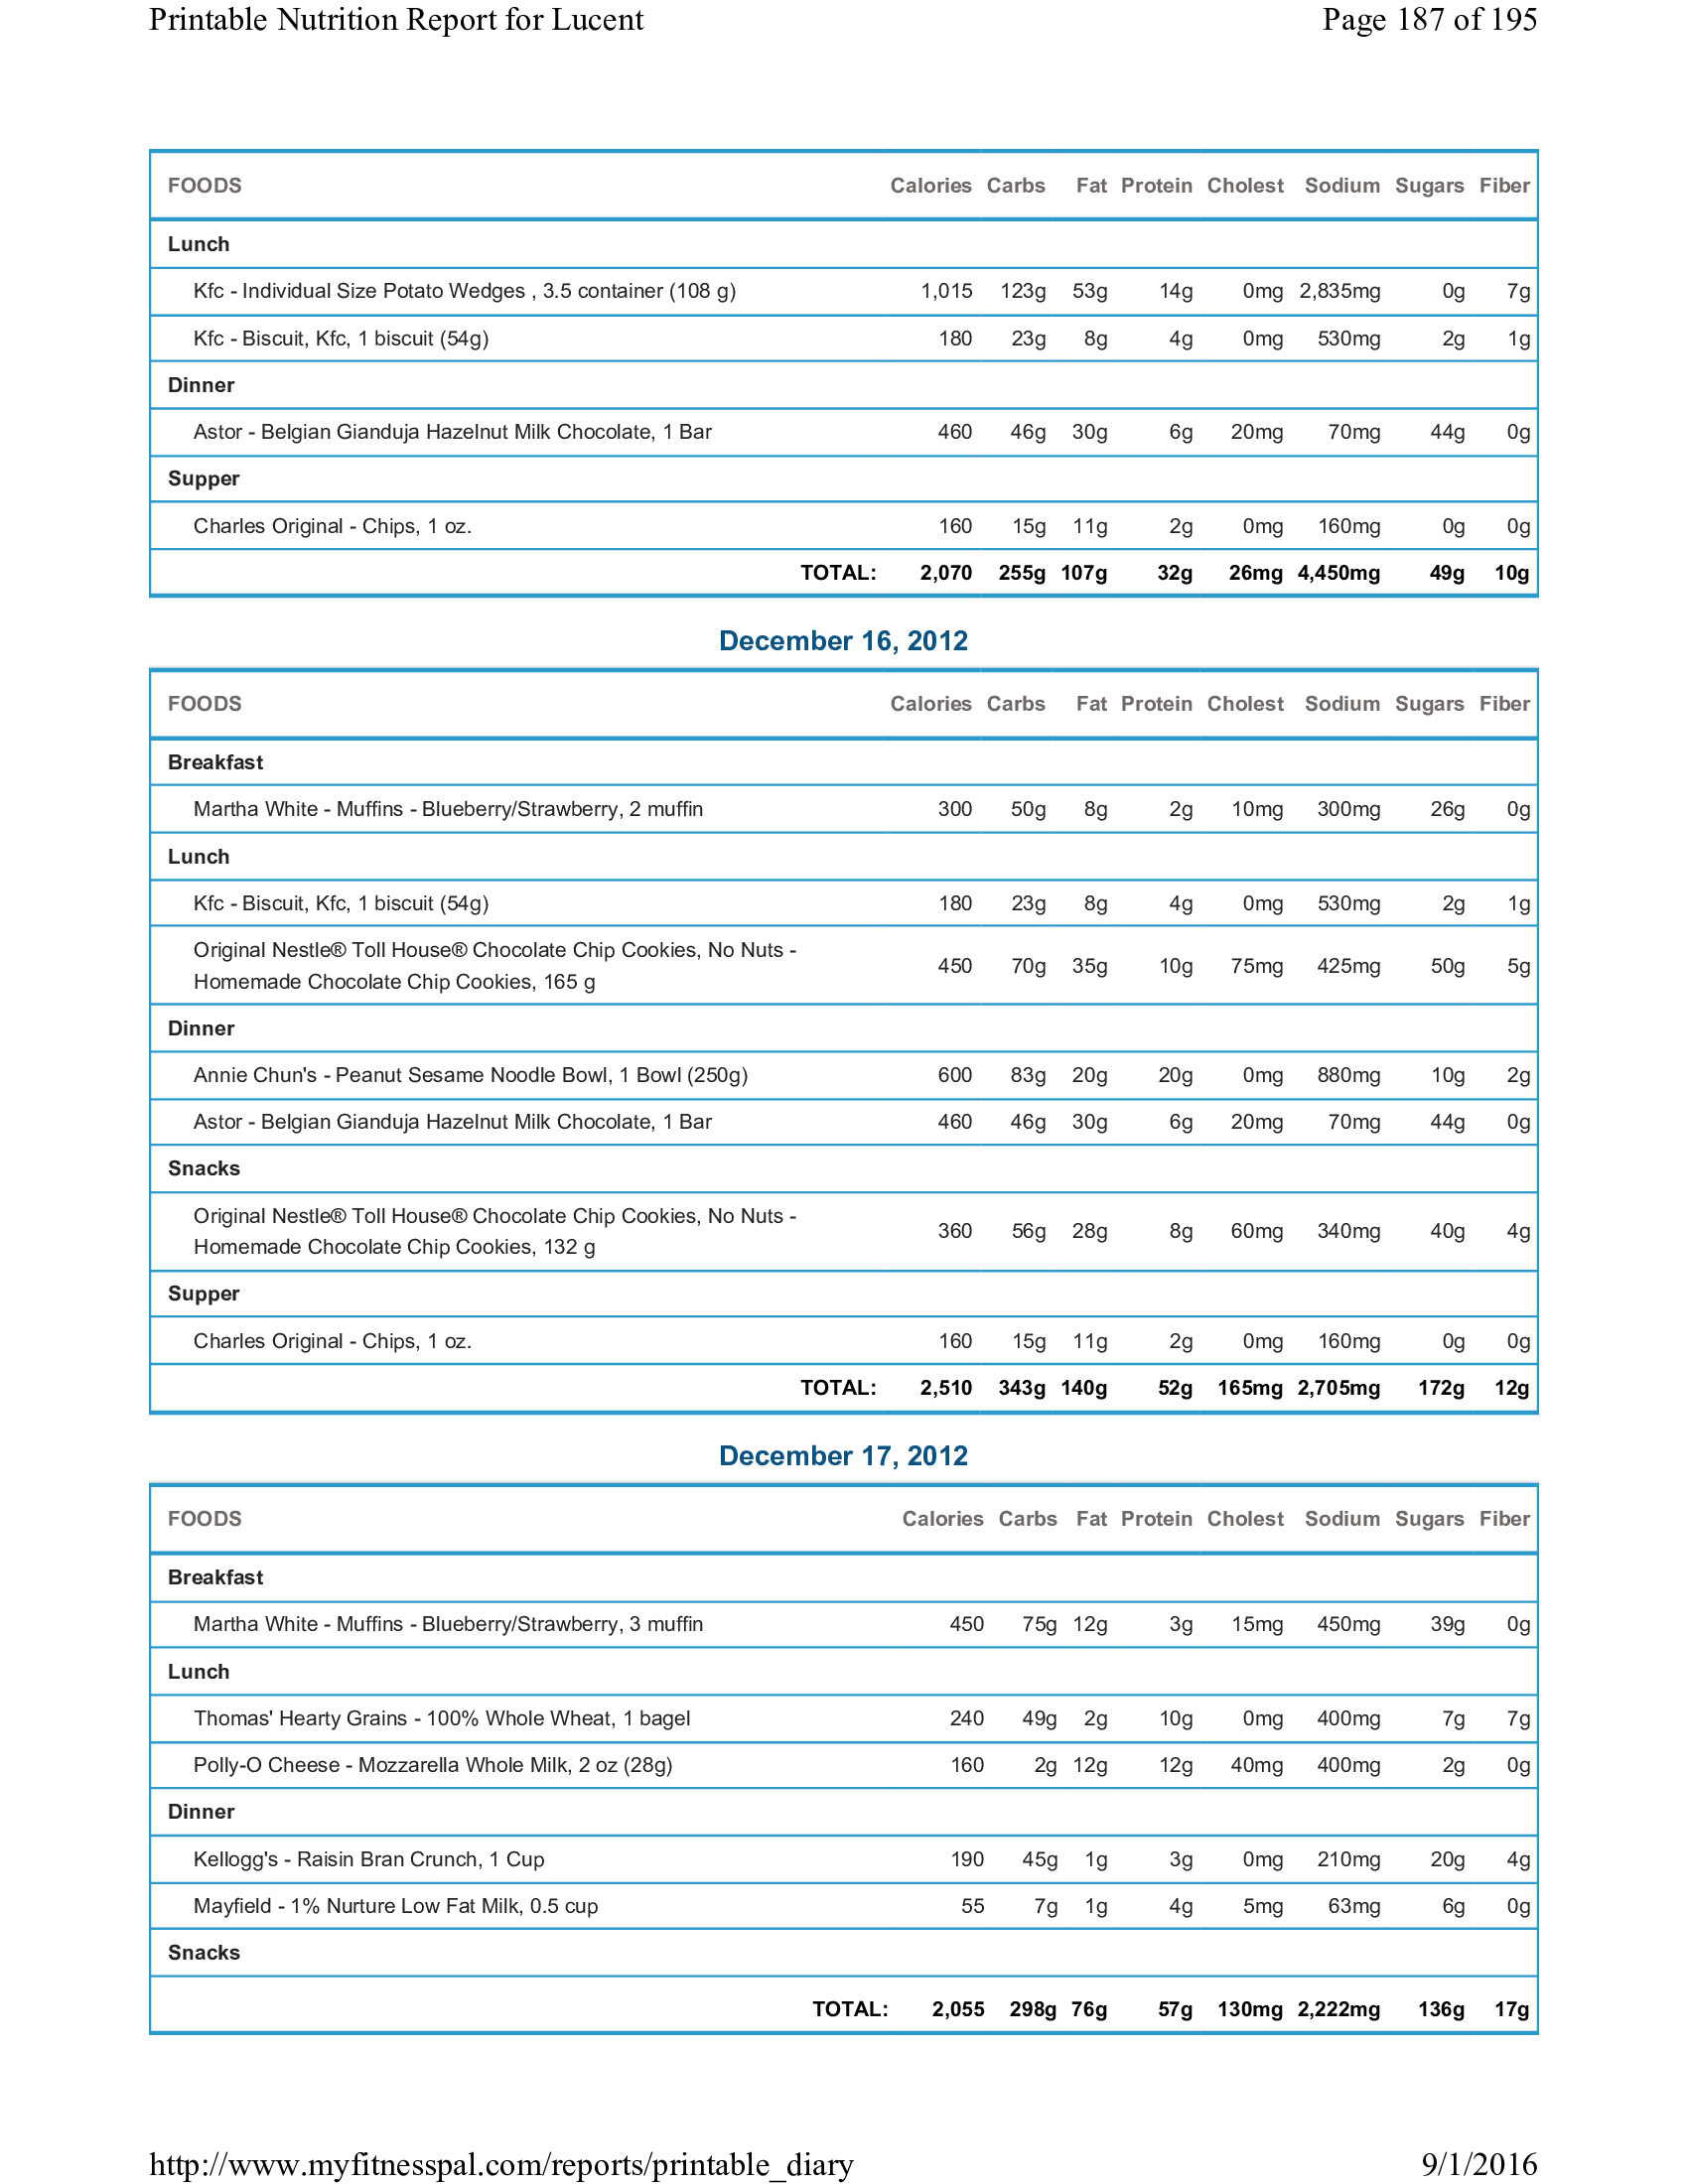 Printable Nutrition Report for Lucent Page 187 of 195
FOODS Calories Carbs Fat Protein Cholest Sodium Sugars Fiber
Lunch
Kfc - Individual Size Potato Wedges , 3.5 container (108 g) 1,015 123g 53g 14g 0mg 2,835mg 0g 7g
Kfc - Biscuit, Kfc, 1 biscuit (54g) 180 23g 8g 4g 0mg 530mg 2g 1g
Dinner
Astor - Belgian Gianduja Hazelnut Milk Chocolate, 1 Bar 460 46g 30g 6g 20mg 70mg 44g 0g
Supper
Charles Original - Chips, 1 oz. 160 15g 11g 2g 0mg 160mg 0g 0g
TOTAL: 2,070 255g 107g 32g 26mg 4,450mg 49g 10g
December 16, 2012
FOODS Calories Carbs Fat Protein Cholest Sodium Sugars Fiber
Breakfast
Martha White - Muffins - Blueberry/Strawberry, 2 muffin 300 50g 8g 2g 10mg 300mg 26g 0g
Lunch
Kfc - Biscuit, Kfc, 1 biscuit (54g) 180 23g 8g 4g 0mg 530mg 2g 1g
Original Nestle® Toll House® Chocolate Chip Cookies, No Nuts -
Homemade Chocolate Chip Cookies, 165 g 450 70g 35g 10g 75mg 425mg 50g 5g
Dinner
Annie Chun's - Peanut Sesame Noodle Bowl, 1 Bowl (250g) 600 83g 20g 20g 0mg 880mg 10g 2g
Astor - Belgian Gianduja Hazelnut Milk Chocolate, 1 Bar 460 46g 30g 6g 20mg 70mg 44g 0g
Snacks
Original Nestle® Toll House® Chocolate Chip Cookies, No Nuts -
Homemade Chocolate Chip Cookies, 132 g 360 56g 28g 8g 60mg 340mg 40g 4g
Supper
Charles Original - Chips, 1 oz. 160 15g 11g 2g 0mg 160mg 0g 0g
TOTAL: 2,510 343g 140g 52g 165mg 2,705mg 172g 12g
December 17, 2012
FOODS Calories Carbs Fat Protein Cholest Sodium Sugars Fiber
Breakfast
Martha White - Muffins - Blueberry/Strawberry, 3 muffin 450 75g 12g 3g 15mg 450mg 39g 0g
Lunch
Thomas' Hearty Grains - 100% Whole Wheat, 1 bagel 240 49g 2g 10g 0mg 400mg 7g 7g
Polly-O Cheese - Mozzarella Whole Milk, 2 oz (28g) 160 2g 12g 12g 40mg 400mg 2g 0g
Dinner
Kellogg's - Raisin Bran Crunch, 1 Cup 190 45g 1g 3g 0mg 210mg 20g 4g
Mayfield - 1% Nurture Low Fat Milk, 0.5 cup 55 7g 1g 4g 5mg 63mg 6g 0g
Snacks
TOTAL: 2,055 298g 76g 57g 130mg 2,222mg 136g 17g
http://www.myfitnesspal.com/reports/printable_diary 9/1/2016